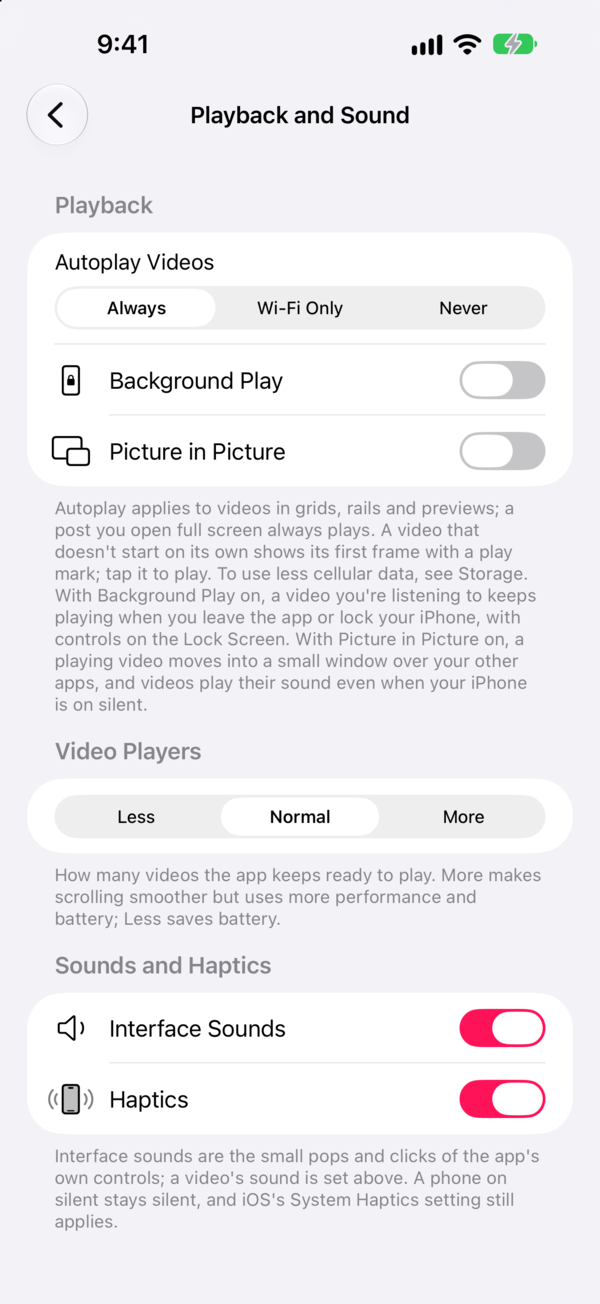 9:41
Playback and Sound
Playback
Autoplay Videos
Always
Wi-Fi Only
Never
Background Play
Picture in Picture
Autoplay applies to videos in grids, rails and previews; a
post you open full screen always plays. A video that
doesn't start on its own shows its first frame with a play
mark; tap it to play. To use less cellular data, see Storage.
With Background Play on, a video you're listening to keeps
playing when you leave the app or lock your iPhone, with
controls on the Lock Screen. With Picture in Picture on, a
playing video moves into a small window over your other
apps, and videos play their sound even when your iPhone
is on silent.
Video Players
Less
Normal
More
How many videos the app keeps ready to play. More makes
scrolling smoother but uses more performance and
battery; Less saves battery.
Sounds and Haptics
Interface Sounds
Haptics
Interface sounds are the small pops and clicks of the app's
own controls; a video's sound is set above. A phone on
silent stays silent, and iOS's System Haptics setting still
applies.